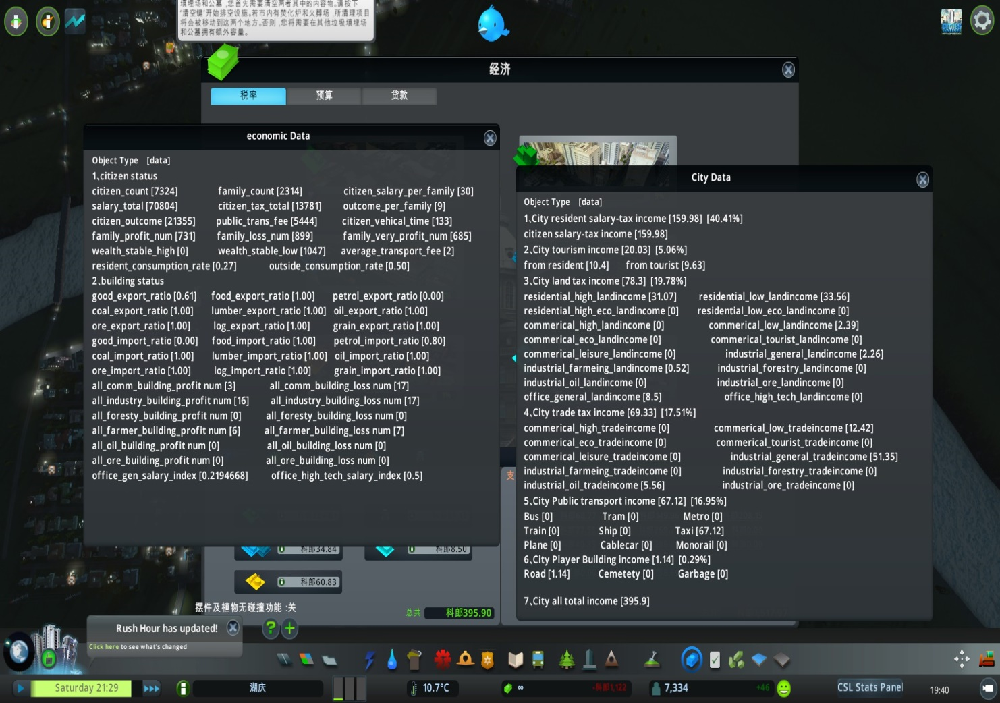 填埋场和公墓,您首先需要清空两者其中的内容物。请按下
'清空键'开始排空设施。若市内有焚化炉和火葬场,所清理项目
将会被移动到这两个地方。否则,您将需要在其他垃圾填埋场
和公墓拥有额外容量。
经济
税率 预算 贷款
economic Data
Object Type [data]
1、citizen status
citizen_count [7324] family_count [2314] citizen_salary_per_family [30]
salary_total [70804] citizen_tax_total [13781] outcome_per_family [9]
citizen_outcome [21355] public_trans_fee [5444] citizen_vehical_time [133]
family_profit_num [731] family_loss_num [899] family_very_profit_num [685]
wealth_stable_high [0] wealth_stable_low [1047] average_transport_fee [2]
resident_consumption_rate [0.27] outside_consumption_rate [0.50]
2、building status
good_export_ratio [0.61] food_export_ratio [1.00] petrol_export_ratio [0.00]
coal_export_ratio [1.00] lumber_export_ratio [1.00] oil_export_ratio [1.00]
ore_export_ratio [1.00] log_export_ratio [1.00] grain_export_ratio [1.00]
good_import_ratio [0.00] food_import_ratio [1.00] petrol_import_ratio [0.80]
coal_import_ratio [1.00] lumber_import_ratio [1.00] oil_import_ratio [1.00]
ore_import_ratio [1.00] log_import_ratio [1.00] grain_import_ratio [1.00]
all_comm_building_profit num [3] all_comm_building_loss num [17]
all_industry_building_profit num [16] all_industry_building_loss num [17]
all_foresty_building_profit num [0] all_foresty_building_loss num [0]
all_farmer_building_profit num [6] all_farmer_building_loss num [7]
all_oil_building_profit num [0] all_oil_building_loss num [0]
all_ore_building_profit num [0] all_ore_building_loss num [0]
office_gen_salary_index [0.2194668] office_high_tech_salary_index [0.5]
City Data
Object Type [data]
1、City resident salary-tax income [159.98] [40.41%]
citizen salary-tax income [159.98]
2、City tourism income [20.03] [5.06%]
from resident [10.4] from tourist [9.63]
3、City land tax income [78.3] [19.78%]
residential_high_landincome [31.07] residential_low_landincome [33.56]
residential_high_eco_landincome [0] residential_low_eco_landincome [0]
commerical_high_landincome [0] commerical_low_landincome [2.39]
commerical_eco_landincome [0] commerical_tourist_landincome [0]
commerical_leisure_landincome [0] industrial_general_landincome [2.26]
industrial_farmeing_landincome [0.52] industrial_forestry_landincome [0]
industrial_oil_landincome [0] industrial_ore_landincome [0]
office_general_landincome [8.5] office_high_tech_landincome [0]
4、City trade tax income [69.33] [17.51%]
commerical_high_tradeincome [0] commerical_low_tradeincome [12.42]
commerical_eco_tradeincome [0] commerical_tourist_tradeincome [0]
commerical_leisure_tradeincome [0] industrial_general_tradeincome [51.35]
industrial_farmeing_tradeincome [0] industrial_forestry_tradeincome [0]
industrial_oil_tradeincome [5.56] industrial_ore_tradeincome [0]
5、City Public transport income [67.12] [16.95%]
Bus [0] Tram [0] Metro [0]
Train [0] Ship [0] Taxi [67.12]
Plane [0] Cablecar [0] Monorail [0]
6、City Player Building income [1.14] [0.29%]
Road [1.14] Cemetety [0] Garbage [0]
7、City all total income [395.9]
支
科郎34.84 科郎8.50
科郎60.83
摆件及植物无碰撞功能 :关
总共 科郎395.90
Rush Hour has updated!
Click here to see what's changed
Saturday 21:29 湖庆 10.7°C ∞ -科郎1,122 7,334 +46 CSL Stats Panel 19:40